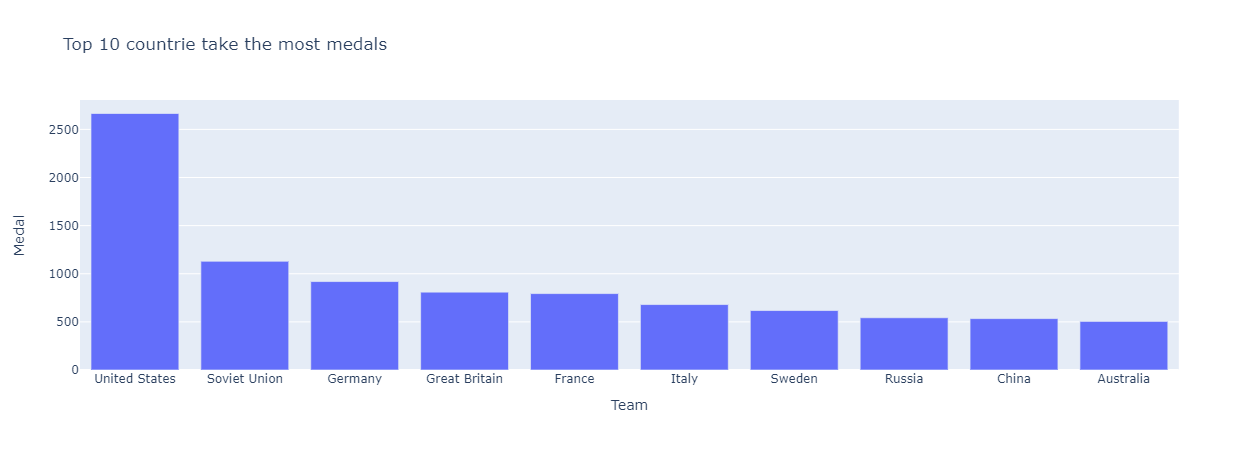 Top 10 countrie take the most medals
2500
2000
1500
1000
500
0
Medal
United States Soviet Union Germany Great Britain France Italy Sweden Russia China Australia
Team